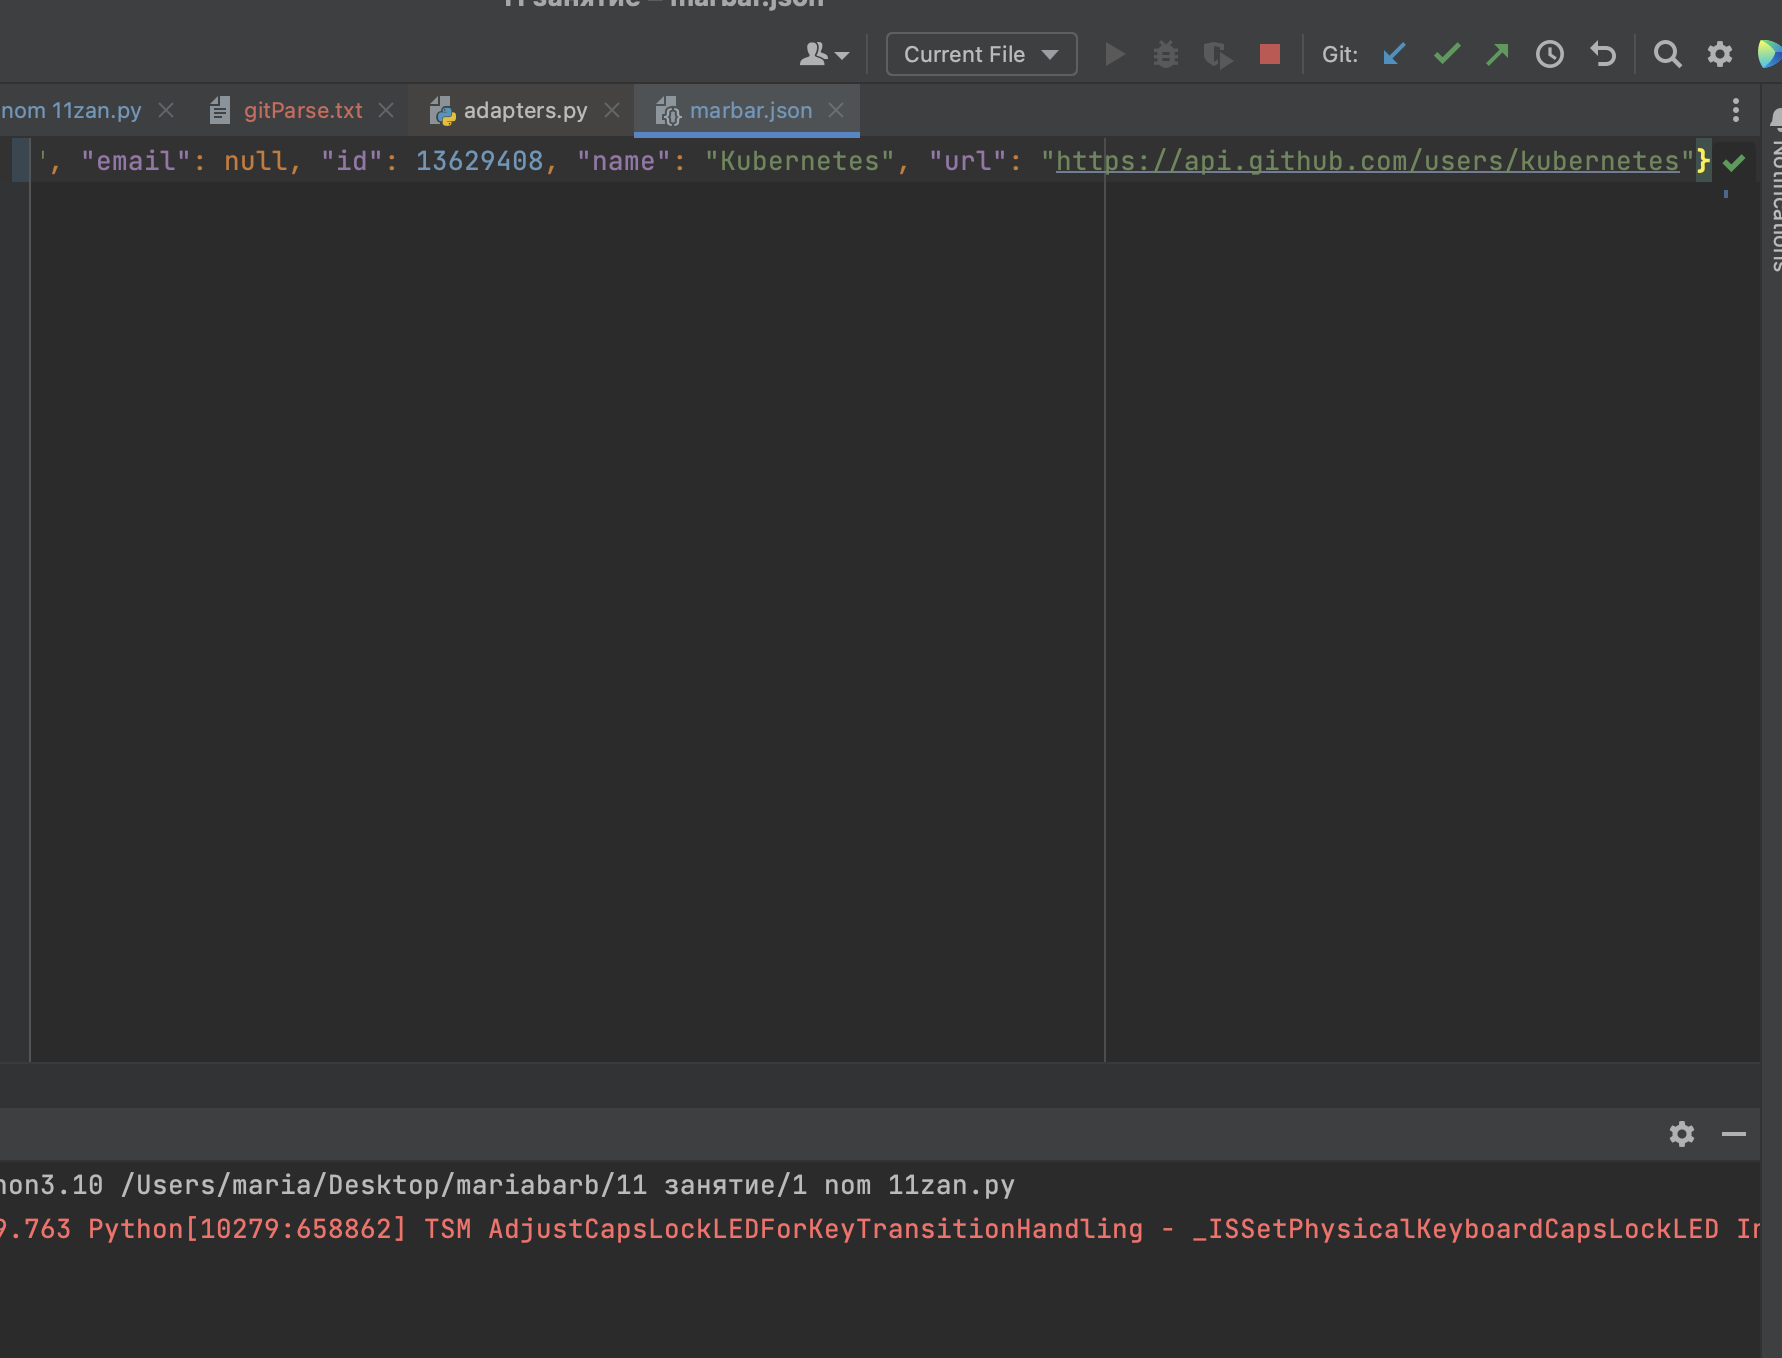 11 занятие – marbar.json
Current File
Git:
nom 11zan.py
gitParse.txt
adapters.py
marbar.json
', "email": null, "id": 13629408, "name": "Kubernetes", "url": "https://api.github.com/users/kubernetes"}
Notifications
hon3.10 /Users/maria/Desktop/mariabarb/11 занятие/1 nom 11zan.py
9.763 Python[10279:658862] TSM AdjustCapsLockLEDForKeyTransitionHandling - _ISSetPhysicalKeyboardCapsLockLED In